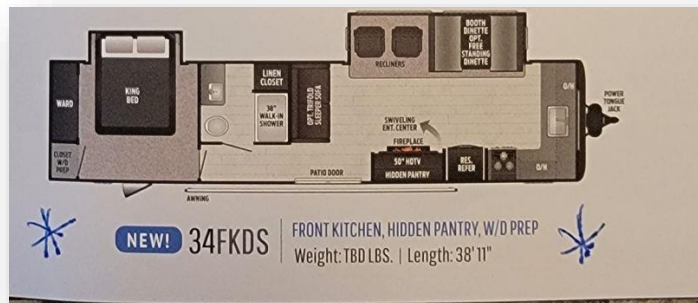 BOOTH
DINETTE
OPT.
FREE
STANDING
DINETTE
RECLINERS
O/H
POWER
TONGUE
JACK
LINEN
CLOSET
KING
BED
WARD
38"
WALK-IN
SHOWER
OPT. TRIFOLD
SLEEPER SOFA
SWIVELING
ENT. CENTER
FIREPLACE
50" HDTV
HIDDEN PANTRY
RES.
REFER
O/H
CLOSET
W/D
PREP
PATIO DOOR
AWNING
NEW! 34FKDS
FRONT KITCHEN, HIDDEN PANTRY, W/D PREP
Weight: TBD LBS. | Length: 38' 11"